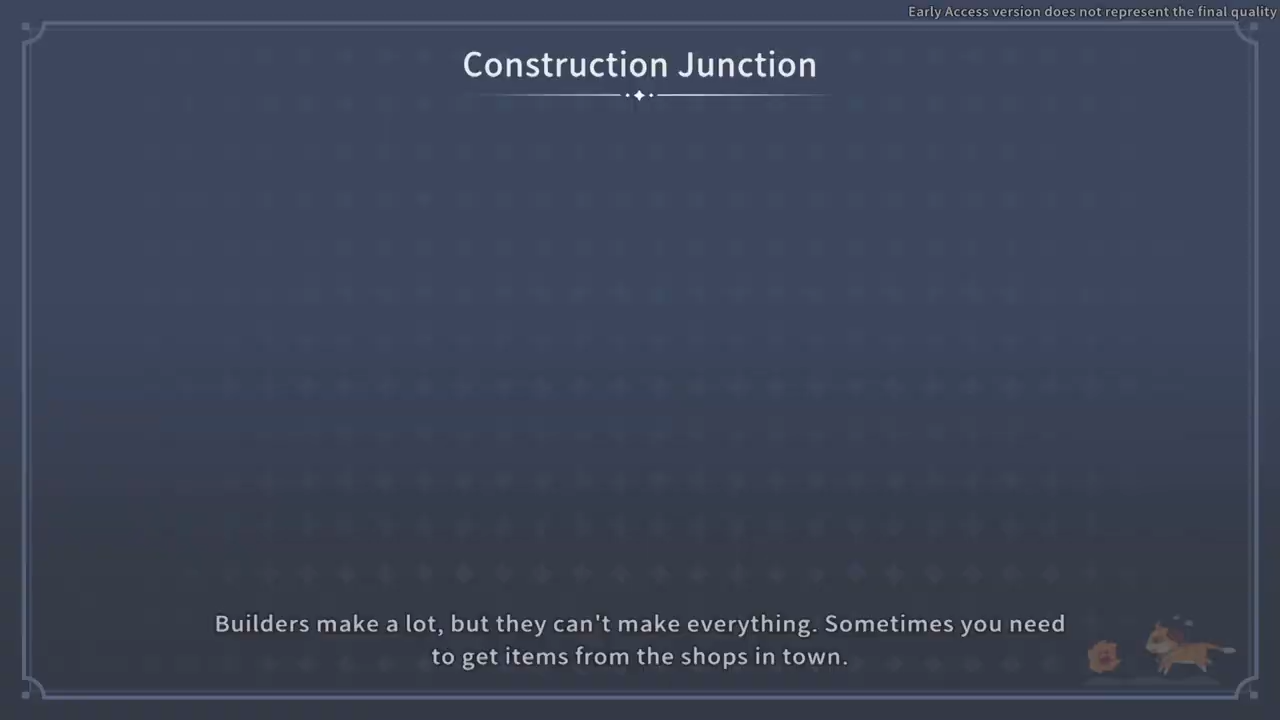 Early Access version does not represent the final quality
Construction Junction
Builders make a lot, but they can't make everything. Sometimes you need
to get items from the shops in town.